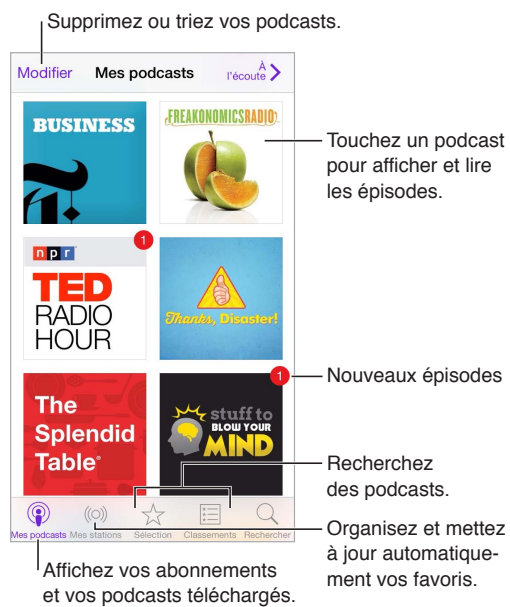 Supprimez ou triez vos podcasts.
Modifier
Mes podcasts
À
l'écoute
BUSINESS
FREAKONOMICSRADIO
Touchez un podcast
pour afficher et lire
les épisodes.
npr
1
TED
RADIO
HOUR
Thanks, Disaster!
Nouveaux épisodes
1
The
Splendid
Table
stuff to
BLOW YOUR
MIND
Recherchez
des podcasts.
Mes podcasts
Mes stations
Sélection
Classements
Rechercher
Organisez et mettez
à jour automatique-
ment vos favoris.
Affichez vos abonnements
et vos podcasts téléchargés.